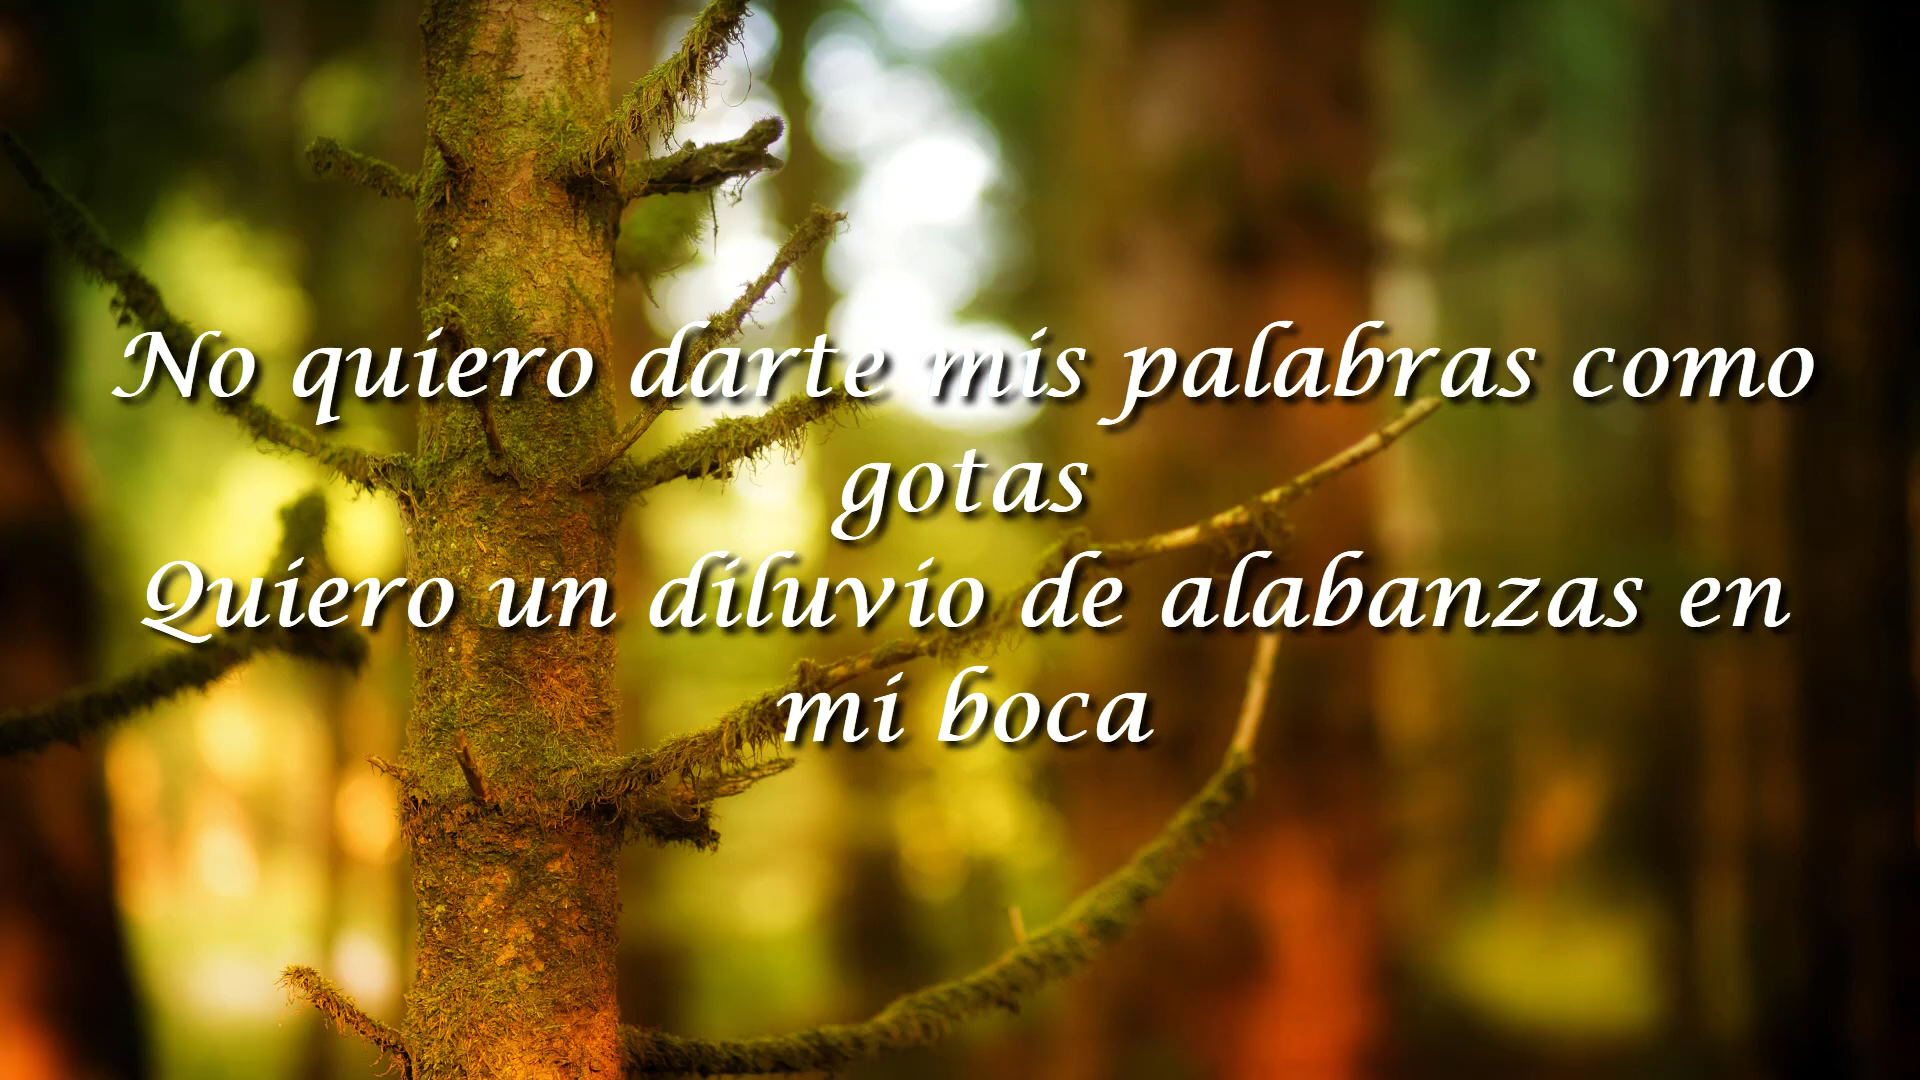 No quiero darte mis palabras como
gotas
Quiero un diluvio de alabanzas en
mi boca